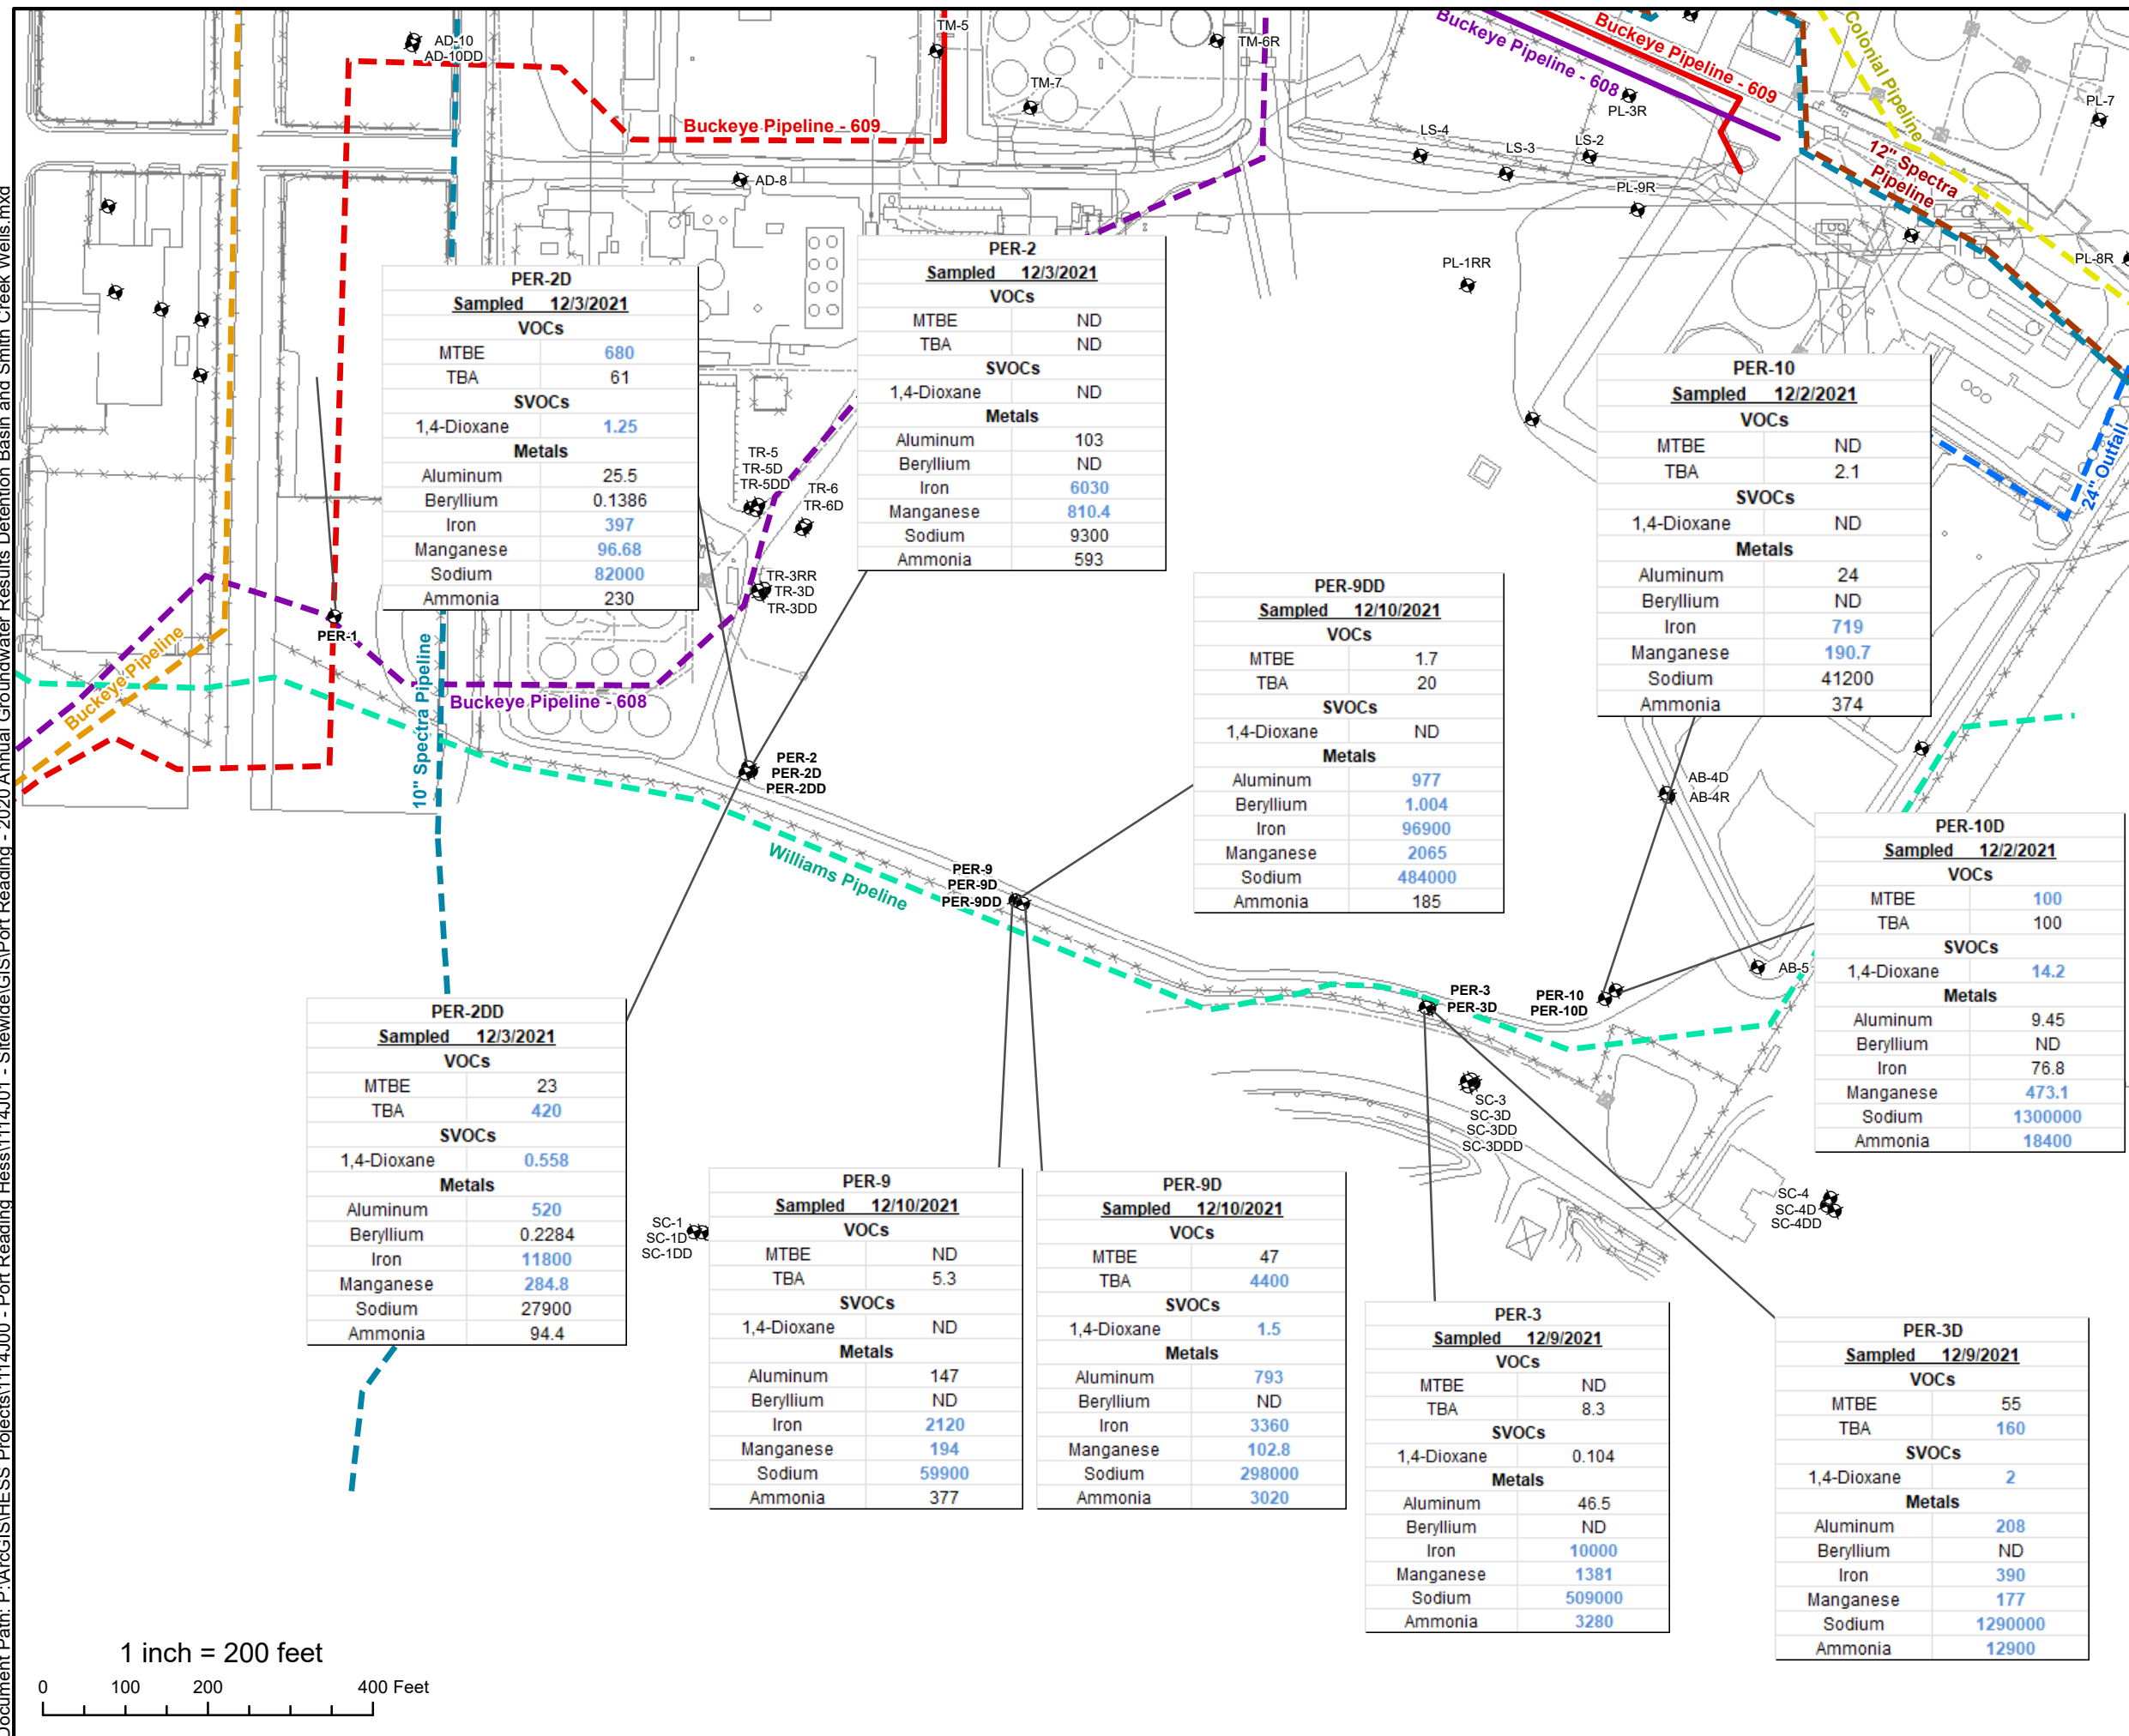 Document Path: P:\ArcGIS\HESS Projects\1114J00 - Port Reading Hess\1114J01 - Sitewide\GIS\Port Reading - 2020 Annual Groundwater Results Detention Basin and Smith Creek Wells.mxd
AD-10
AD-10DD
TM-5
TM-7
TM-6R
Buckeye Pipeline - 608
Buckeye Pipeline - 609
Colonial Pipeline
PL-3R
PL-7
Buckeye Pipeline - 609
LS-4
LS-3
LS-2
12" Spectra
Pipeline
AD-8
PL-9R
PL-8R
PL-1RR
24" Outfall
PER-2D
Sampled 12/3/2021
VOCs
MTBE 680
TBA 61
SVOCs
1,4-Dioxane 1.25
Metals
Aluminum 25.5
Beryllium 0.1386
Iron 397
Manganese 96.68
Sodium 82000
Ammonia 230
PER-2
Sampled 12/3/2021
VOCs
MTBE ND
TBA ND
SVOCs
1,4-Dioxane ND
Metals
Aluminum 103
Beryllium ND
Iron 6030
Manganese 810.4
Sodium 9300
Ammonia 593
PER-10
Sampled 12/2/2021
VOCs
MTBE ND
TBA 2.1
SVOCs
1,4-Dioxane ND
Metals
Aluminum 24
Beryllium ND
Iron 719
Manganese 190.7
Sodium 41200
Ammonia 374
TR-5
TR-5D
TR-5DD
TR-6
TR-6D
TR-3RR
TR-3D
TR-3DD
PER-9DD
Sampled 12/10/2021
VOCs
MTBE 1.7
TBA 20
SVOCs
1,4-Dioxane ND
Metals
Aluminum 977
Beryllium 1.004
Iron 96900
Manganese 2065
Sodium 484000
Ammonia 185
PER-1
Buckeye Pipeline
10" Spectra Pipeline
Buckeye Pipeline - 608
PER-2
PER-2D
PER-2DD
Williams Pipeline
PER-9
PER-9D
PER-9DD
AB-4D
AB-4R
AB-5
PER-3
PER-3D
PER-10
PER-10D
PER-10D
Sampled 12/2/2021
VOCs
MTBE 100
TBA 100
SVOCs
1,4-Dioxane 14.2
Metals
Aluminum 9.45
Beryllium ND
Iron 76.8
Manganese 473.1
Sodium 1300000
Ammonia 18400
PER-2DD
Sampled 12/3/2021
VOCs
MTBE 23
TBA 420
SVOCs
1,4-Dioxane 0.558
Metals
Aluminum 520
Beryllium 0.2284
Iron 11800
Manganese 284.8
Sodium 27900
Ammonia 94.4
SC-3
SC-3D
SC-3DD
SC-3DDD
SC-4
SC-4D
SC-4DD
SC-1
SC-1D
SC-1DD
PER-9
Sampled 12/10/2021
VOCs
MTBE ND
TBA 5.3
SVOCs
1,4-Dioxane ND
Metals
Aluminum 147
Beryllium ND
Iron 2120
Manganese 194
Sodium 59900
Ammonia 377
PER-9D
Sampled 12/10/2021
VOCs
MTBE 47
TBA 4400
SVOCs
1,4-Dioxane 1.5
Metals
Aluminum 793
Beryllium ND
Iron 3360
Manganese 102.8
Sodium 298000
Ammonia 3020
PER-3
Sampled 12/9/2021
VOCs
MTBE ND
TBA 8.3
SVOCs
1,4-Dioxane 0.104
Metals
Aluminum 46.5
Beryllium ND
Iron 10000
Manganese 1381
Sodium 509000
Ammonia 3280
PER-3D
Sampled 12/9/2021
VOCs
MTBE 55
TBA 160
SVOCs
1,4-Dioxane 2
Metals
Aluminum 208
Beryllium ND
Iron 390
Manganese 177
Sodium 1290000
Ammonia 12900
1 inch = 200 feet
0 100 200 400 Feet